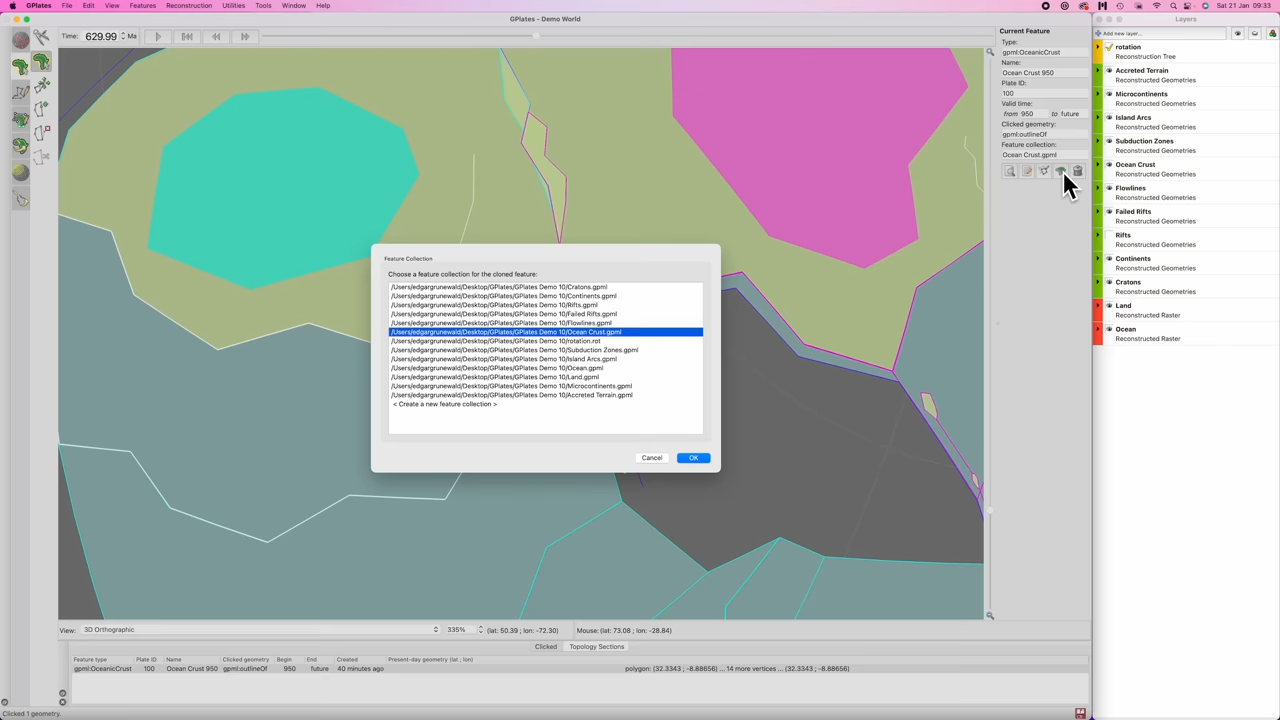 GPlates File Edit View Features Reconstruction Utilities Tools Window Help
Sat 21 Jan 09:33
GPlates - Demo World
Time: 629.99 Ma
Current Feature
Type:
gpml:OceanicCrust
Name:
Ocean Crust 950
Plate ID:
100
Valid time:
from 950 to future
Clicked geometry:
gpml:outlineOf
Feature collection:
Ocean Crust.gpml
Layers
Add new layer...
rotation
Reconstruction Tree
Accreted Terrain
Reconstructed Geometries
Microcontinents
Reconstructed Geometries
Island Arcs
Reconstructed Geometries
Subduction Zones
Reconstructed Geometries
Ocean Crust
Reconstructed Geometries
Flowlines
Reconstructed Geometries
Failed Rifts
Reconstructed Geometries
Rifts
Reconstructed Geometries
Continents
Reconstructed Geometries
Cratons
Reconstructed Geometries
Land
Reconstructed Raster
Ocean
Reconstructed Raster
Feature Collection
Choose a feature collection for the cloned feature:
/Users/edgargrunewald/Desktop/GPlates/GPlates Demo 10/Cratons.gpml
/Users/edgargrunewald/Desktop/GPlates/GPlates Demo 10/Continents.gpml
/Users/edgargrunewald/Desktop/GPlates/GPlates Demo 10/Rifts.gpml
/Users/edgargrunewald/Desktop/GPlates/GPlates Demo 10/Failed Rifts.gpml
/Users/edgargrunewald/Desktop/GPlates/GPlates Demo 10/Flowlines.gpml
/Users/edgargrunewald/Desktop/GPlates/GPlates Demo 10/Ocean Crust.gpml
/Users/edgargrunewald/Desktop/GPlates/GPlates Demo 10/rotation.rot
/Users/edgargrunewald/Desktop/GPlates/GPlates Demo 10/Subduction Zones.gpml
/Users/edgargrunewald/Desktop/GPlates/GPlates Demo 10/Island Arcs.gpml
/Users/edgargrunewald/Desktop/GPlates/GPlates Demo 10/Ocean.gpml
/Users/edgargrunewald/Desktop/GPlates/GPlates Demo 10/Land.gpml
/Users/edgargrunewald/Desktop/GPlates/GPlates Demo 10/Microcontinents.gpml
/Users/edgargrunewald/Desktop/GPlates/GPlates Demo 10/Accreted Terrain.gpml
< Create a new feature collection >
Cancel OK
View: 3D Orthographic 335% (lat: 50.39 ; lon: -72.30) Mouse: (lat: 73.08 ; lon: -28.84)
Clicked Topology Sections
Feature type Plate ID Name Clicked geometry Begin End Created Present-day geometry (lat ; lon)
gpml:OceanicCrust 100 Ocean Crust 950 gpml:outlineOf 950 future 40 minutes ago polygon: (32.3343 ; -8.88656) ... 14 more vertices ... (32.3343 ; -8.88656)
Clicked 1 geometry.